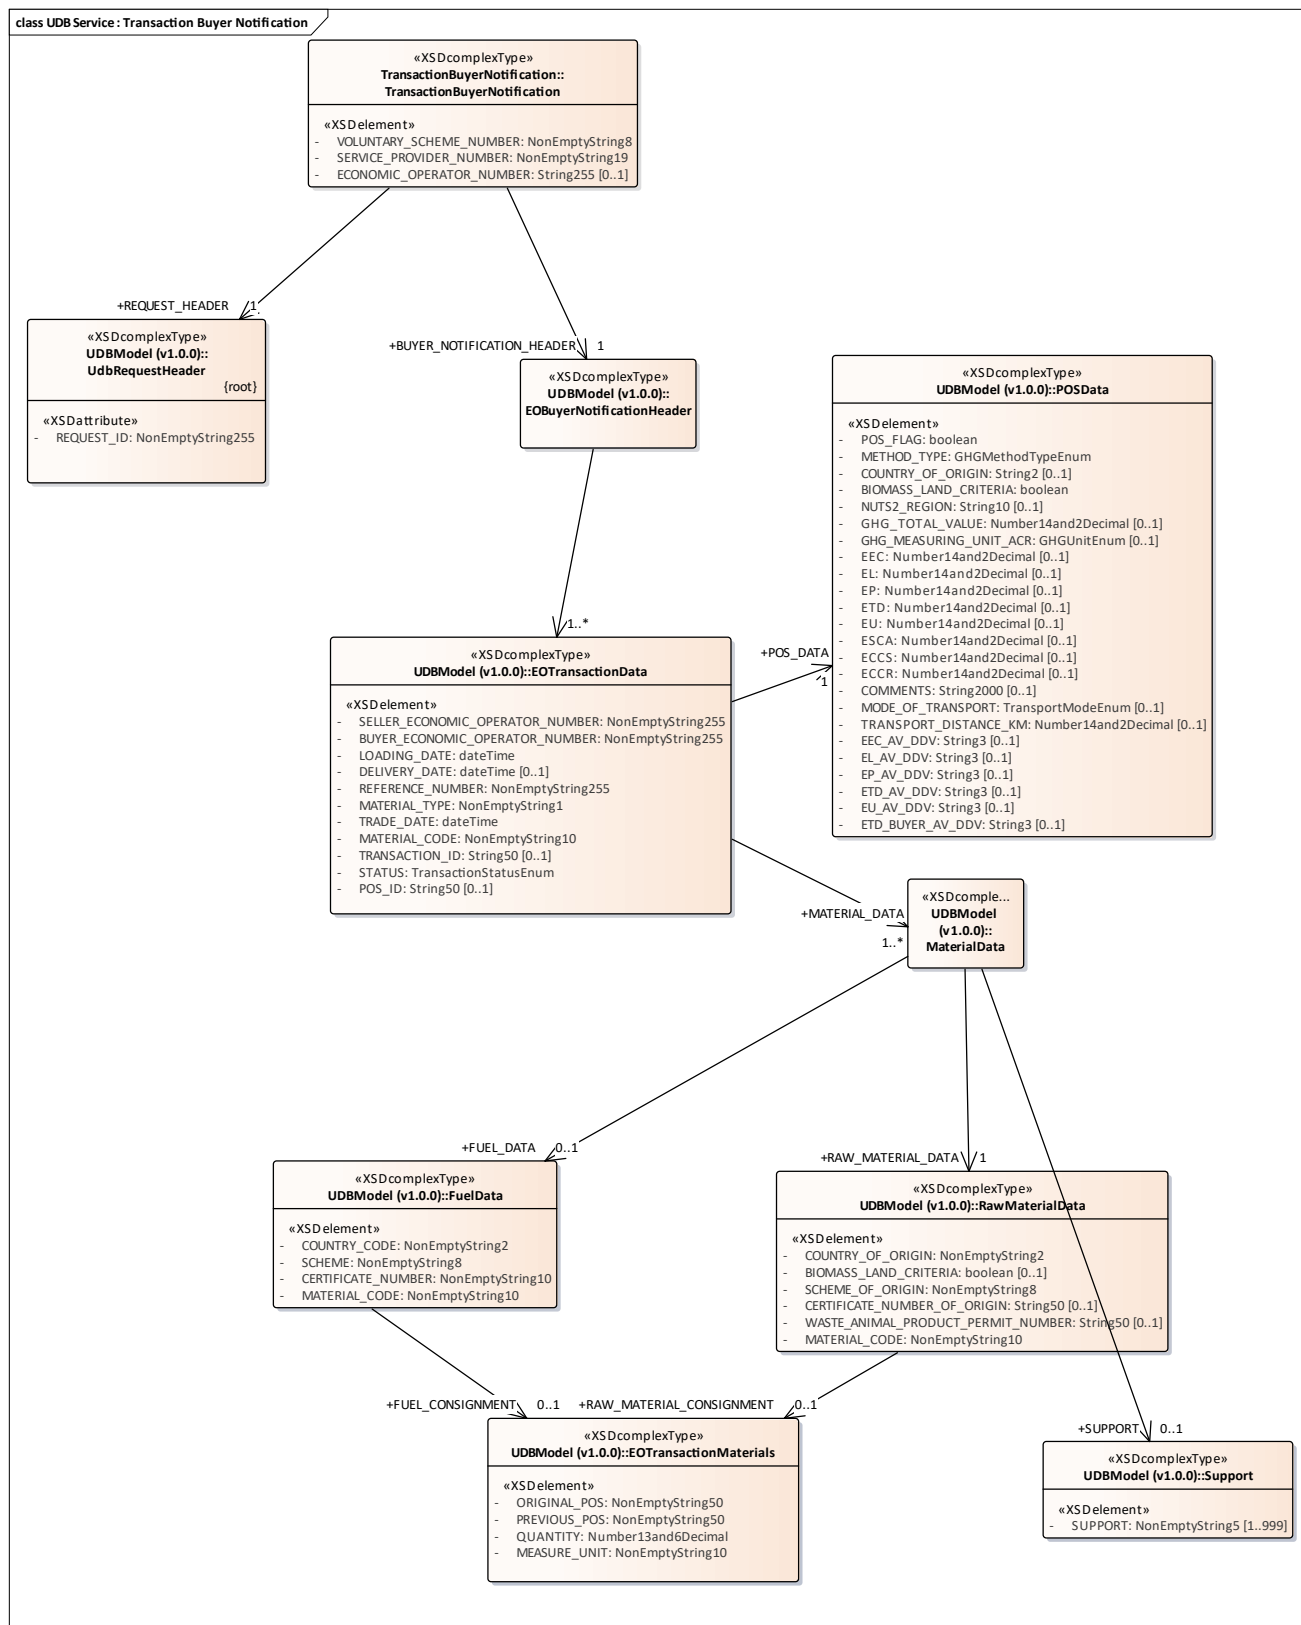 class UDB Service : Transaction Buyer Notification
«XSDcomplexType»
TransactionBuyerNotification::
TransactionBuyerNotification
«XSDelement»
- VOLUNTARY_SCHEME_NUMBER: NonEmptyString8
- SERVICE_PROVIDER_NUMBER: NonEmptyString19
- ECONOMIC_OPERATOR_NUMBER: String255 [0..1]
+REQUEST_HEADER
1
«XSDcomplexType»
UDBModel (v1.0.0)::
UdbRequestHeader
{root}
«XSDattribute»
- REQUEST_ID: NonEmptyString255
+BUYER_NOTIFICATION_HEADER
1
«XSDcomplexType»
UDBModel (v1.0.0)::
EOBuyerNotificationHeader
«XSDcomplexType»
UDBModel (v1.0.0)::POSData
«XSDelement»
- POS_FLAG: boolean
- METHOD_TYPE: GHGMethodTypeEnum
- COUNTRY_OF_ORIGIN: String2 [0..1]
- BIOMASS_LAND_CRITERIA: boolean
- NUTS2_REGION: String10 [0..1]
- GHG_TOTAL_VALUE: Number14and2Decimal [0..1]
- GHG_MEASURING_UNIT_ACR: GHGUnitEnum [0..1]
- EEC: Number14and2Decimal [0..1]
- EL: Number14and2Decimal [0..1]
- EP: Number14and2Decimal [0..1]
- ETD: Number14and2Decimal [0..1]
- EU: Number14and2Decimal [0..1]
- ESCA: Number14and2Decimal [0..1]
- ECCS: Number14and2Decimal [0..1]
- ECCR: Number14and2Decimal [0..1]
- COMMENTS: String2000 [0..1]
- MODE_OF_TRANSPORT: TransportModeEnum [0..1]
- TRANSPORT_DISTANCE_KM: Number14and2Decimal [0..1]
- EEC_AV_DDV: String3 [0..1]
- EL_AV_DDV: String3 [0..1]
- EP_AV_DDV: String3 [0..1]
- ETD_AV_DDV: String3 [0..1]
- EU_AV_DDV: String3 [0..1]
- ETD_BUYER_AV_DDV: String3 [0..1]
1..*
+POS_DATA
1
«XSDcomplexType»
UDBModel (v1.0.0)::EOTransactionData
«XSDelement»
- SELLER_ECONOMIC_OPERATOR_NUMBER: NonEmptyString255
- BUYER_ECONOMIC_OPERATOR_NUMBER: NonEmptyString255
- LOADING_DATE: dateTime
- DELIVERY_DATE: dateTime [0..1]
- REFERENCE_NUMBER: NonEmptyString255
- MATERIAL_TYPE: NonEmptyString1
- TRADE_DATE: dateTime
- MATERIAL_CODE: NonEmptyString10
- TRANSACTION_ID: String50 [0..1]
- STATUS: TransactionStatusEnum
- POS_ID: String50 [0..1]
+MATERIAL_DATA
1..*
«XSDcomple...
UDBModel
(v1.0.0)::
MaterialData
+FUEL_DATA
0..1
«XSDcomplexType»
UDBModel (v1.0.0)::FuelData
«XSDelement»
- COUNTRY_CODE: NonEmptyString2
- SCHEME: NonEmptyString8
- CERTIFICATE_NUMBER: NonEmptyString10
- MATERIAL_CODE: NonEmptyString10
+RAW_MATERIAL_DATA
1
«XSDcomplexType»
UDBModel (v1.0.0)::RawMaterialData
«XSDelement»
- COUNTRY_OF_ORIGIN: NonEmptyString2
- BIOMASS_LAND_CRITERIA: boolean [0..1]
- SCHEME_OF_ORIGIN: NonEmptyString8
- CERTIFICATE_NUMBER_OF_ORIGIN: String50 [0..1]
- WASTE_ANIMAL_PRODUCT_PERMIT_NUMBER: String50 [0..1]
- MATERIAL_CODE: NonEmptyString10
+FUEL_CONSIGNMENT
0..1
+RAW_MATERIAL_CONSIGNMENT
0..1
«XSDcomplexType»
UDBModel (v1.0.0)::EOTransactionMaterials
«XSDelement»
- ORIGINAL_POS: NonEmptyString50
- PREVIOUS_POS: NonEmptyString50
- QUANTITY: Number13and6Decimal
- MEASURE_UNIT: NonEmptyString10
+SUPPORT
0..1
«XSDcomplexType»
UDBModel (v1.0.0)::Support
«XSDelement»
- SUPPORT: NonEmptyString5 [1..999]